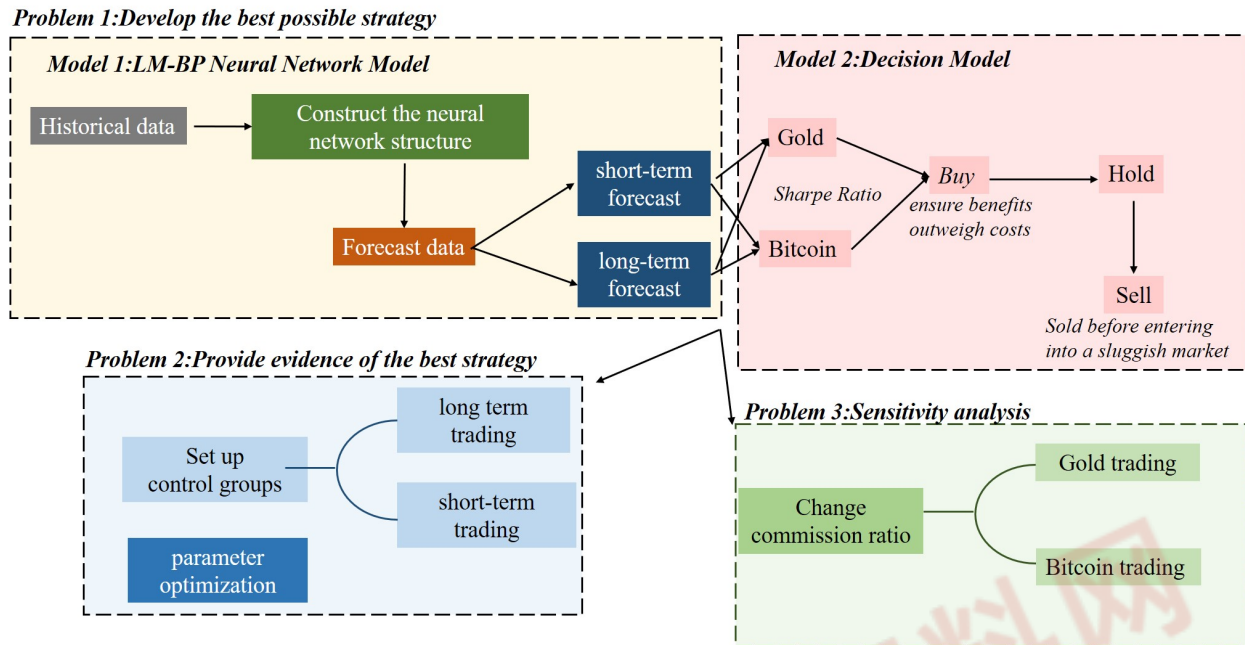 Problem 1:Develop the best possible strategy
Model 1:LM-BP Neural Network Model
Historical data
Construct the neural
network structure
Forecast data
short-term
forecast
long-term
forecast
Model 2:Decision Model
Gold
Sharpe Ratio
Bitcoin
Buy
ensure benefits
outweigh costs
Hold
Sell
Sold before entering
into a sluggish market
Problem 2:Provide evidence of the best strategy
Set up
control groups
long term
trading
short-term
trading
parameter
optimization
Problem 3:Sensitivity analysis
Change
commission ratio
Gold trading
Bitcoin trading
料网